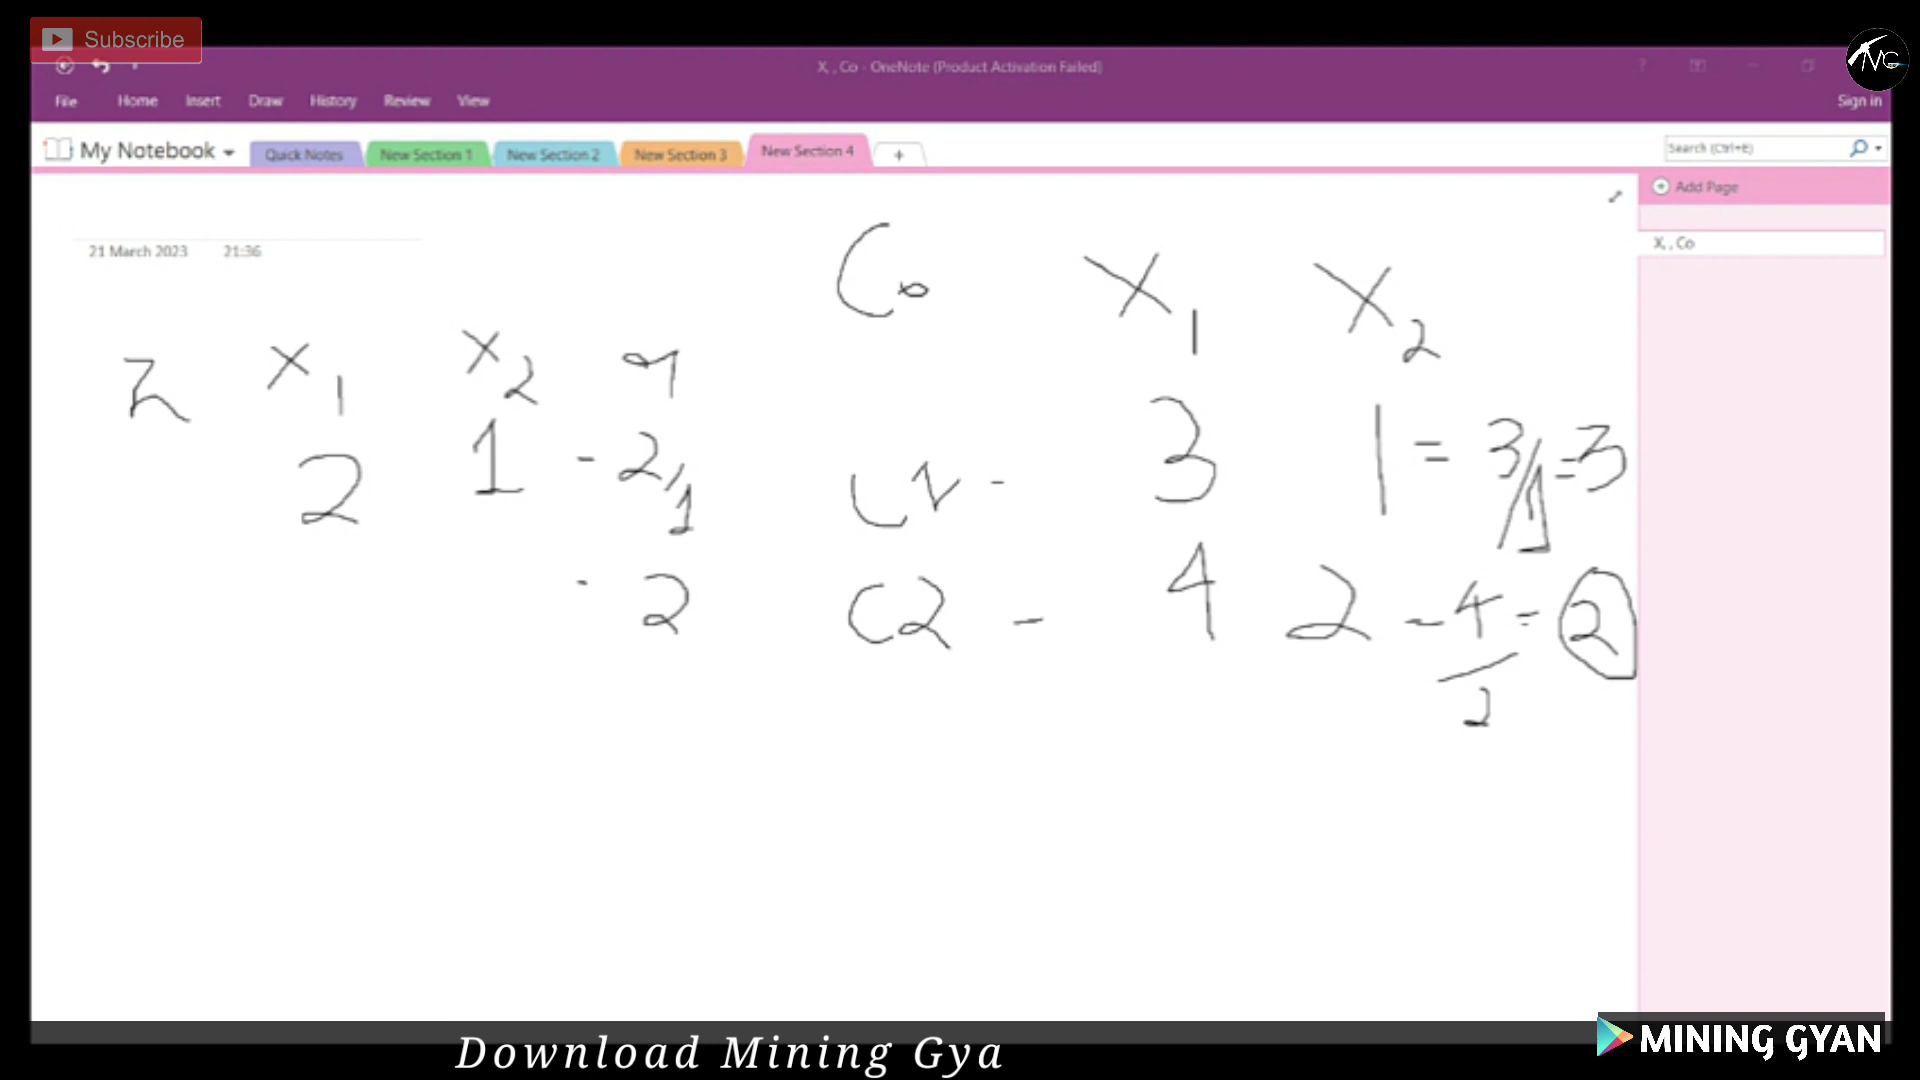 Subscribe
X, , Co - OneNote (Product Activation Failed)
File Home Insert Draw History Review View
Sign in
My Notebook
Quick Notes New Section 1 New Section 2 New Section 3 New Section 4 +
Search (Ctrl+E)
Add Page
X, , Co
21 March 2023 21:36
Co X1 X2
Z X1 X2
2 1 - 2/1
3 1 = 3/1 = 3
2
C2 - 4 2 - 4/2 = 2
Download Mining Gya
MINING GYAN